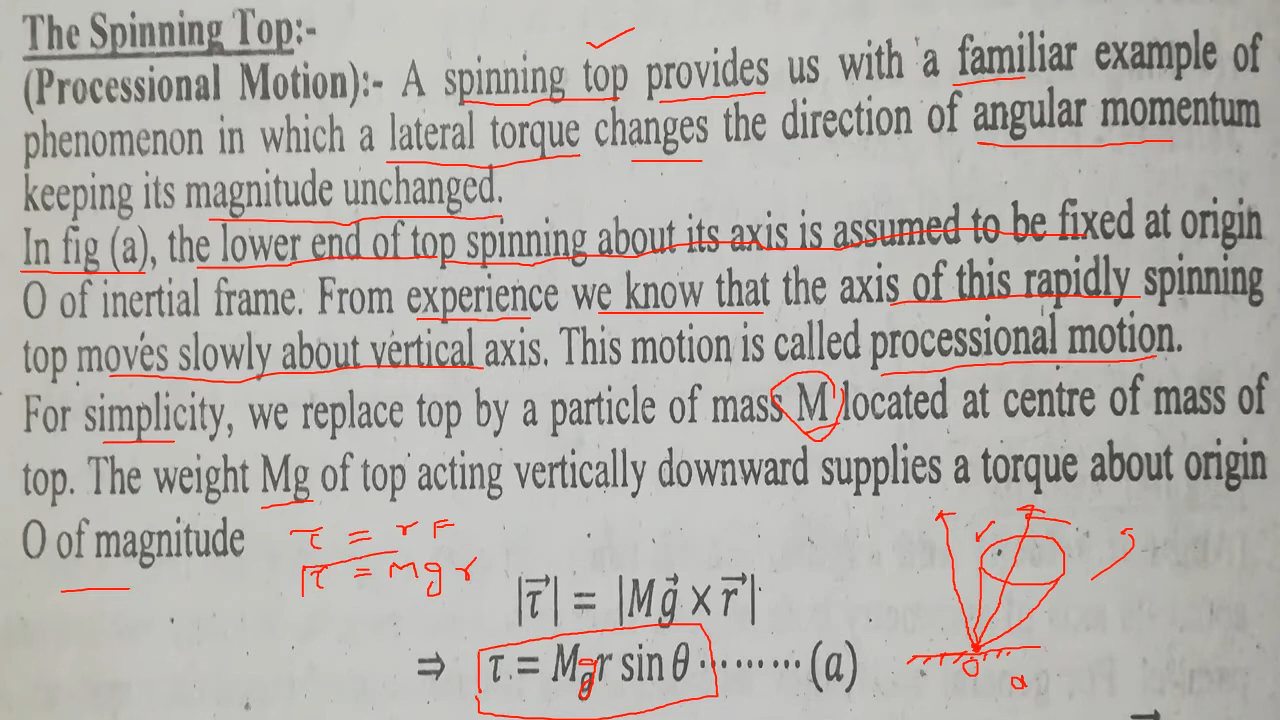 The Spinning Top:-
(Processional Motion):- A spinning top provides us with a familiar example of
phenomenon in which a lateral torque changes the direction of angular momentum
keeping its magnitude unchanged.
In fig (a), the lower end of top spinning about its axis is assumed to be fixed at origin
O of inertial frame. From experience we know that the axis of this rapidly spinning
top moves slowly about vertical axis. This motion is called processional motion.
For simplicity, we replace top by a particle of mass M located at centre of mass of
top. The weight Mg of top acting vertically downward supplies a torque about origin
O of magnitude
τ = r F
τ = Mg r
|τ⃗| = |Mg⃗ × r⃗|
⇒ τ = Mgr sin θ ········· (a)
O
a